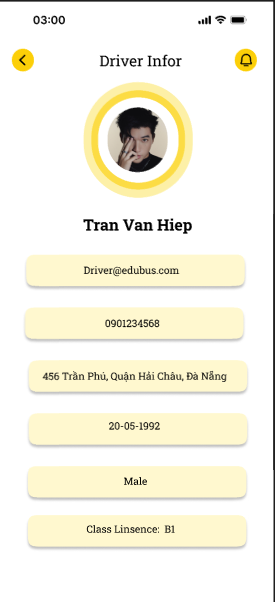 03:00
Driver Infor
Tran Van Hiep
Driver@edubus.com
0901234568
456 Trần Phú, Quận Hải Châu, Đà Nẵng
20-05-1992
Male
Class Linsence: B1